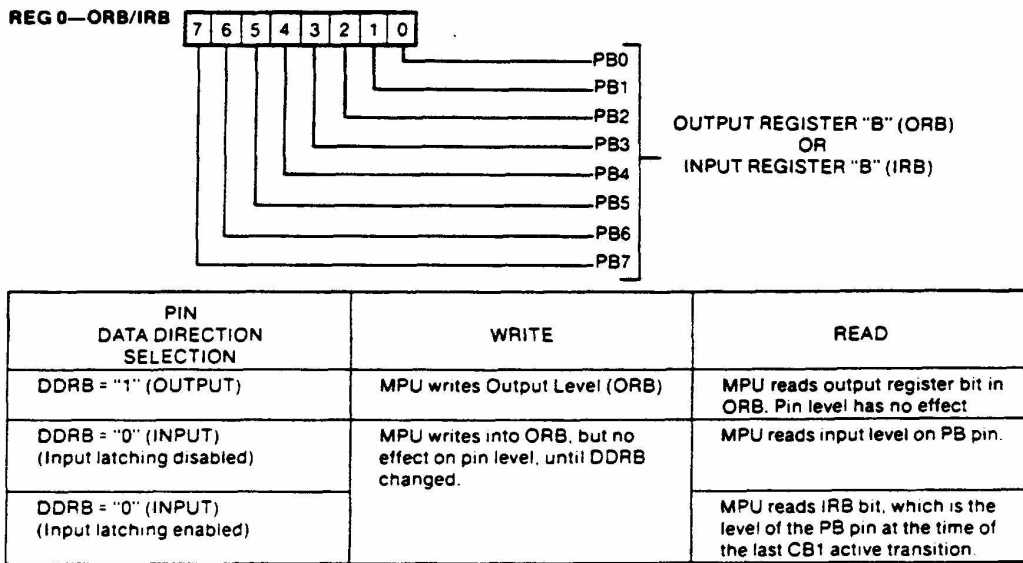 REG 0—ORB/IRB
7 6 5 4 3 2 1 0
PB0
PB1
PB2
PB3
PB4
PB5
PB6
PB7
OUTPUT REGISTER "B" (ORB)
OR
INPUT REGISTER "B" (IRB)
PIN
DATA DIRECTION
SELECTION
WRITE
READ
DDRB = "1" (OUTPUT)
MPU writes Output Level (ORB)
MPU reads output register bit in
ORB. Pin level has no effect
DDRB = "0" (INPUT)
(Input latching disabled)
MPU writes into ORB, but no
effect on pin level, until DDRB
changed.
MPU reads input level on PB pin.
DDRB = "0" (INPUT)
(Input latching enabled)
MPU reads IRB bit, which is the
level of the PB pin at the time of
the last CB1 active transition.